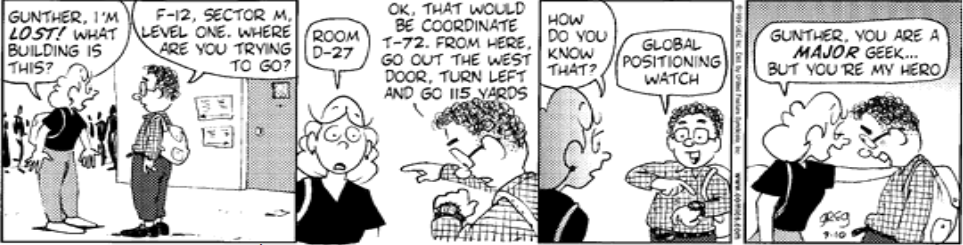 GUNTHER, I'M
LOST! WHAT
BUILDING IS
THIS?
F-12, SECTOR M,
LEVEL ONE. WHERE
ARE YOU TRYING
TO GO?
ROOM
D-27
OK, THAT WOULD
BE COORDINATE
T-72. FROM HERE,
GO OUT THE WEST
DOOR, TURN LEFT
AND GO 115 YARDS
HOW
DO YOU
KNOW
THAT?
GLOBAL
POSITIONING
WATCH
www.comics.com
GUNTHER, YOU ARE A
MAJOR GEEK...
BUT YOU'RE MY HERO
GREG
9-10